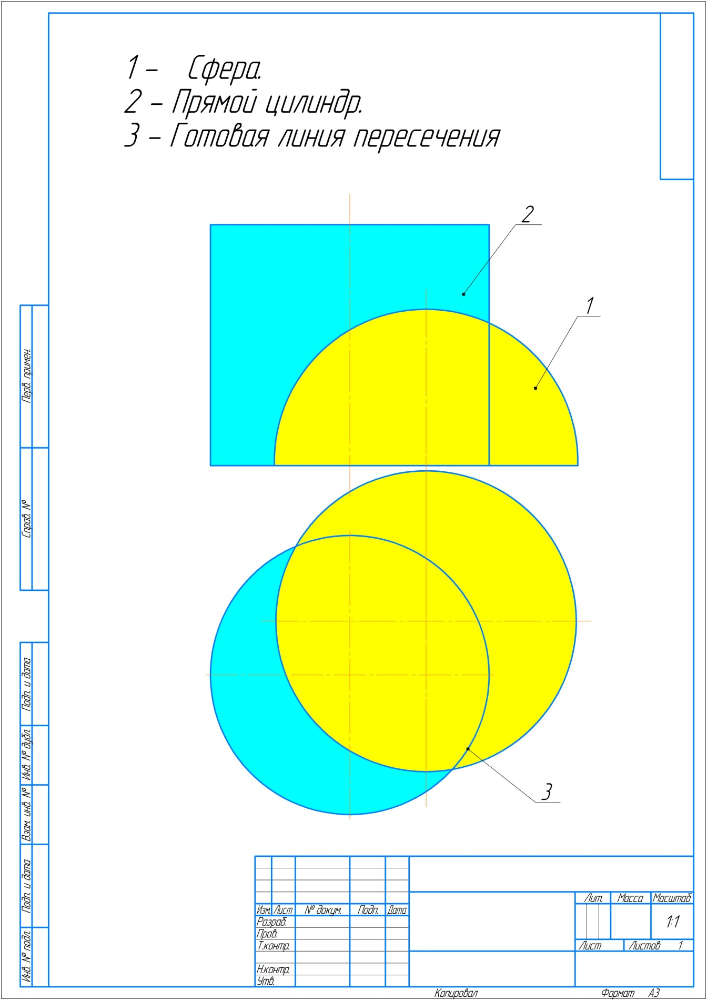 1 - Сфера.
2 - Прямой цилиндр.
3 - Готовая линия пересечения
2
1
3
Перв. примен.
Справ. №
Подп. и дата
Инв. № дубл.
Взам. инв. №
Подп. и дата
Инв. № подл.
Изм. Лист № докум. Подп. Дата
Разраб.
Пров.
Т.контр.
Н.контр.
Утв.
Лит. Масса Масштаб
1:1
Лист Листов 1
Копировал Формат А3